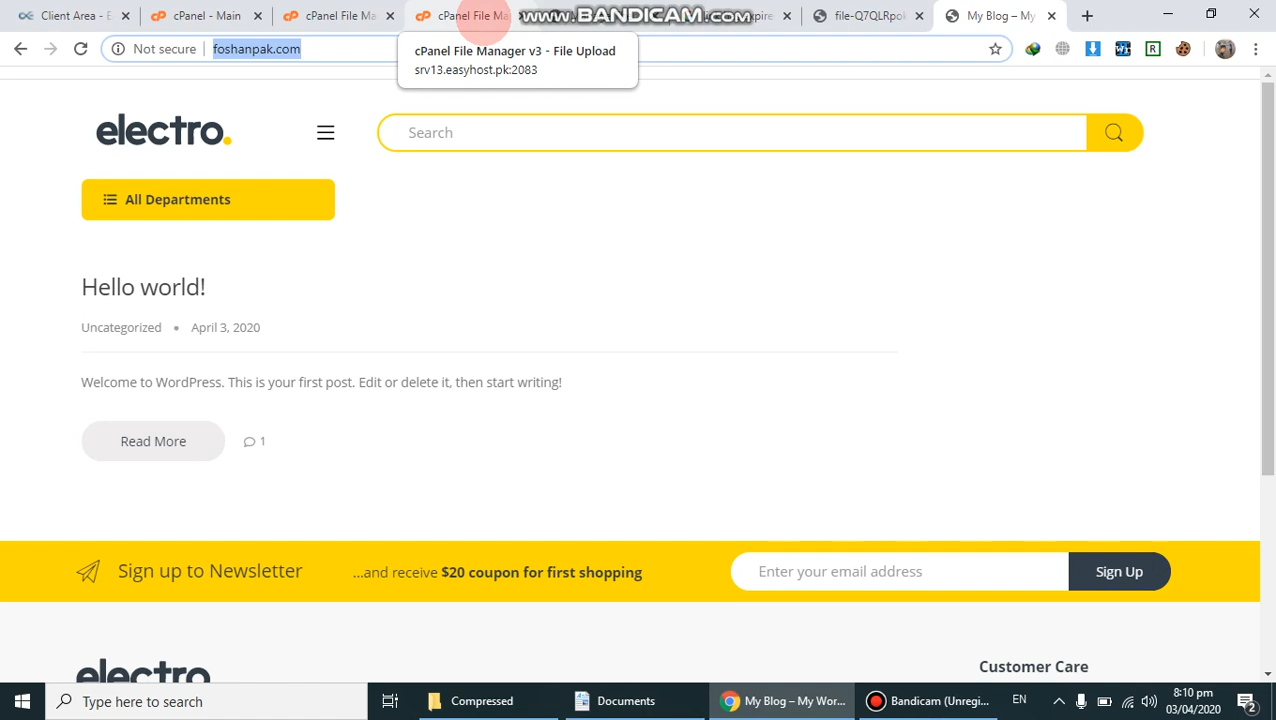 Client Area - E
cPanel - Main
cPanel File Ma
cPanel File Ma
www.BANDICAM.com
xpire
file-Q7QLRpok
My Blog – My
Not secure
foshanpak.com
cPanel File Manager v3 - File Upload
srv13.easyhost.pk:2083
electro.
Search
All Departments
Hello world!
Uncategorized • April 3, 2020
Welcome to WordPress. This is your first post. Edit or delete it, then start writing!
Read More
1
Sign up to Newsletter
...and receive $20 coupon for first shopping
Enter your email address
Sign Up
electro
Customer Care
Type here to search
Compressed
Documents
My Blog – My Wor...
Bandicam (Unregi...
EN
8:10 pm
03/04/2020
2